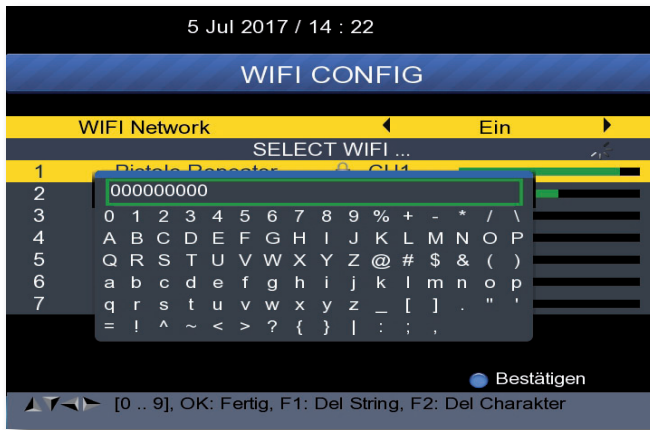 5 Jul 2017 / 14 : 22
WIFI CONFIG
WIFI Network Ein
SELECT WIFI ...
1 Repeater CH1
000000000
2
3 0 1 2 3 4 5 6 7 8 9 % + - * / \
4 A B C D E F G H I J K L M N O P
5 Q R S T U V W X Y Z @ # $ & ( )
6 a b c d e f g h i j k l m n o p
7 q r s t u v w x y z _ [ ] . " '
= ! ^ ~ < > ? { } | : ; ,
Bestätigen
[0 .. 9], OK: Fertig, F1: Del String, F2: Del Charakter